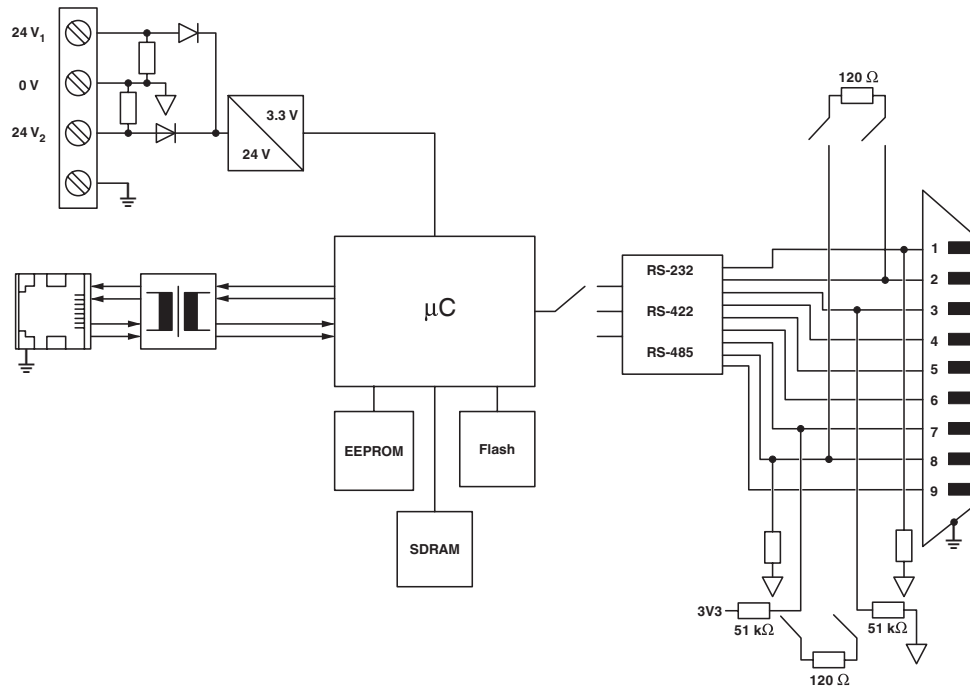 24 V1
0 V
24 V2
3.3 V
24 V
120 Ω
µC
RS-232
RS-422
RS-485
EEPROM
Flash
SDRAM
1
2
3
4
5
6
7
8
9
3V3
51 kΩ
51 kΩ
120 Ω